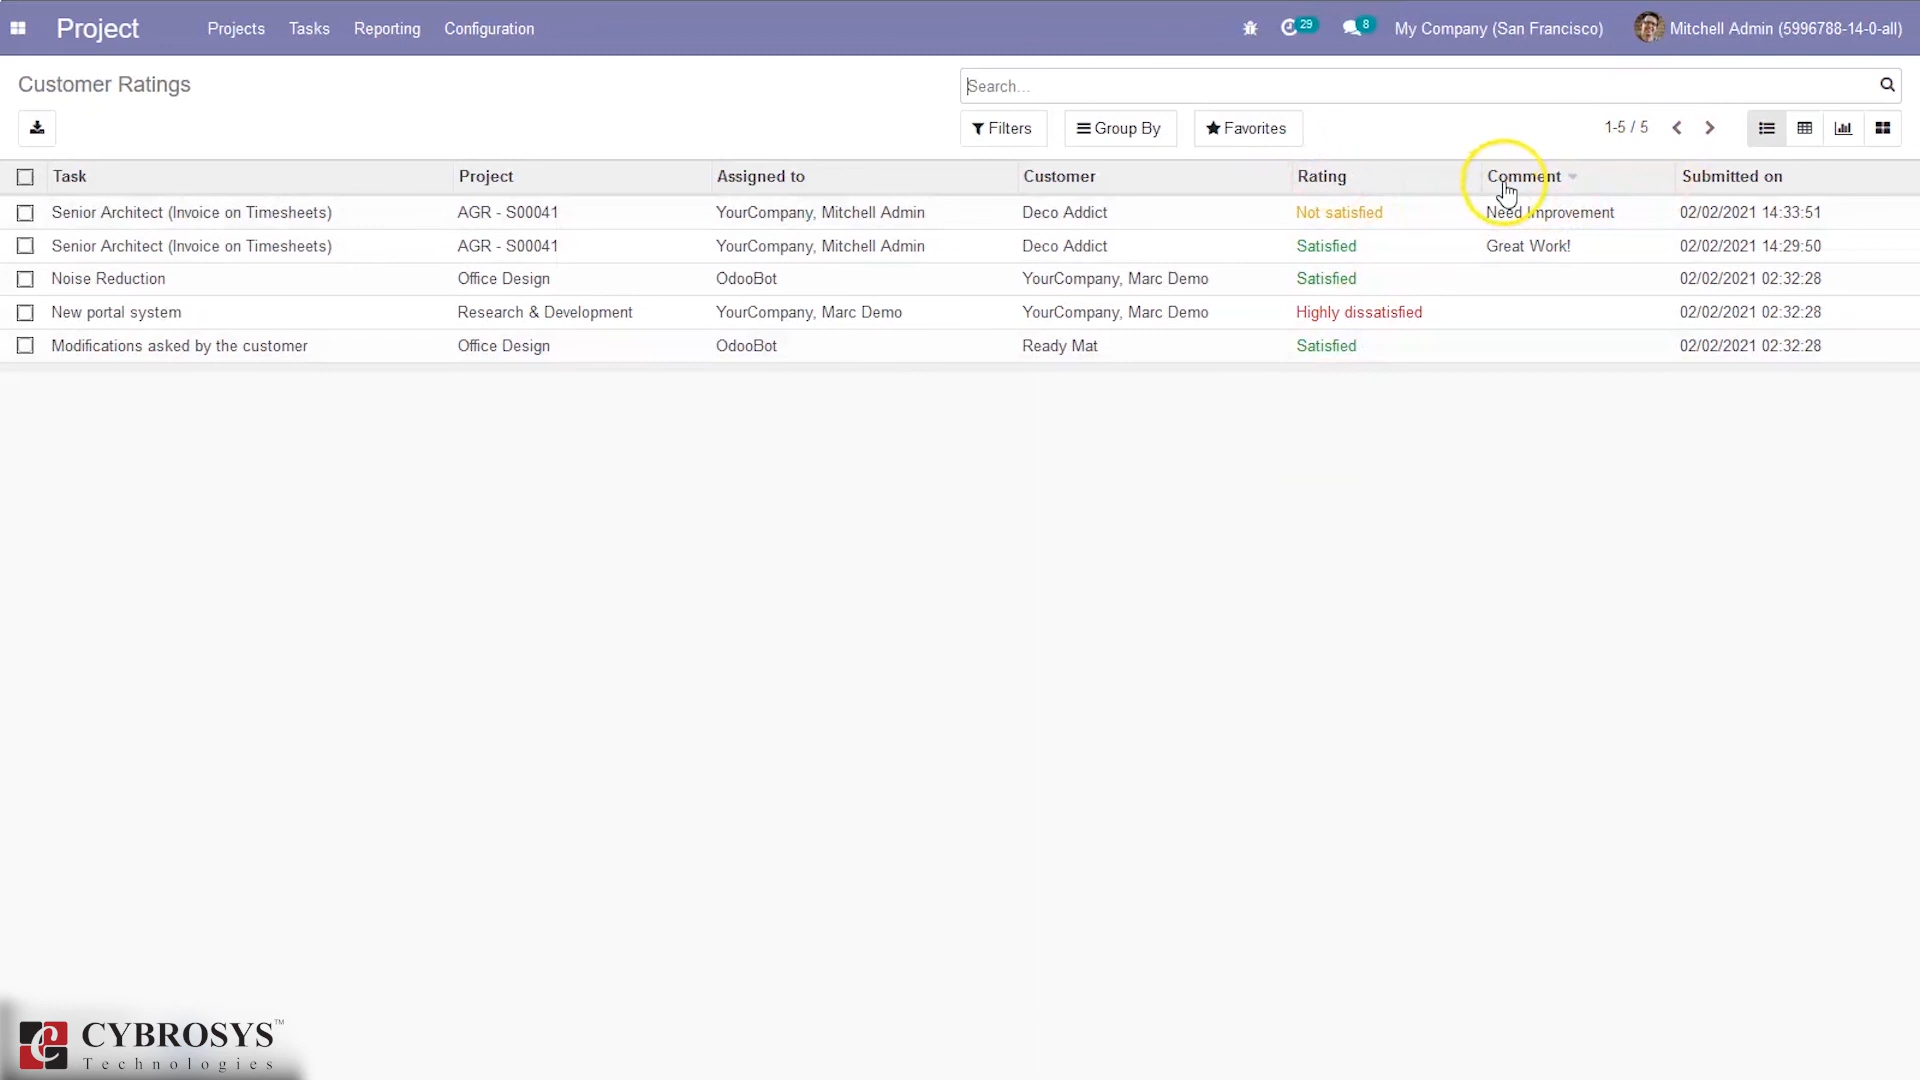 Project Projects Tasks Reporting Configuration 29 8 My Company (San Francisco) Mitchell Admin (5996788-14-0-all)
Customer Ratings
Search...
Filters Group By Favorites 1-5 / 5
Task Project Assigned to Customer Rating Comment Submitted on
Senior Architect (Invoice on Timesheets) AGR - S00041 YourCompany, Mitchell Admin Deco Addict Not satisfied Need Improvement 02/02/2021 14:33:51
Senior Architect (Invoice on Timesheets) AGR - S00041 YourCompany, Mitchell Admin Deco Addict Satisfied Great Work! 02/02/2021 14:29:50
Noise Reduction Office Design OdooBot YourCompany, Marc Demo Satisfied 02/02/2021 02:32:28
New portal system Research & Development YourCompany, Marc Demo YourCompany, Marc Demo Highly dissatisfied 02/02/2021 02:32:28
Modifications asked by the customer Office Design OdooBot Ready Mat Satisfied 02/02/2021 02:32:28
CYBROSYS™
Technologies